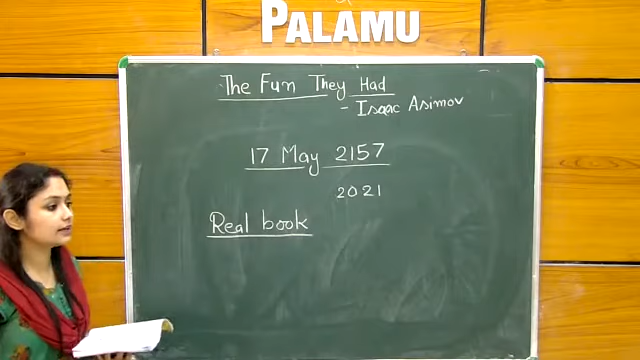 PALAMU
The Fun They Had
- Isaac Asimov
17 May 2157
2021
Real book